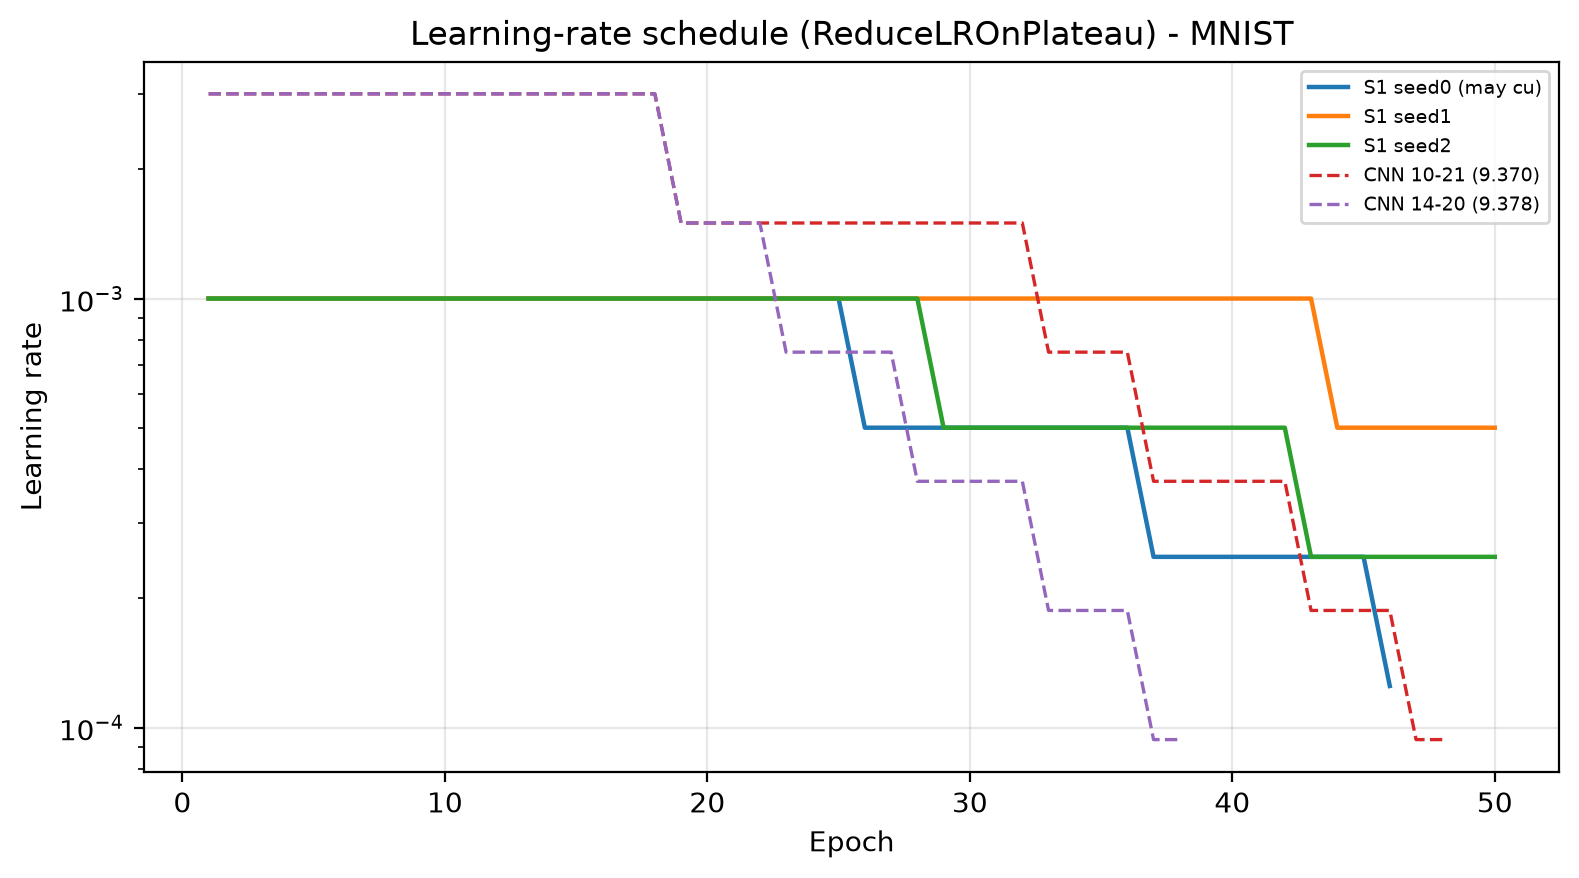 Learning-rate schedule (ReduceLROnPlateau) - MNIST
S1 seed0 (may cu)
S1 seed1
S1 seed2
CNN 10-21 (9.370)
CNN 14-20 (9.378)
Learning rate
10⁻³
10⁻⁴
0 10 20 30 40 50
Epoch